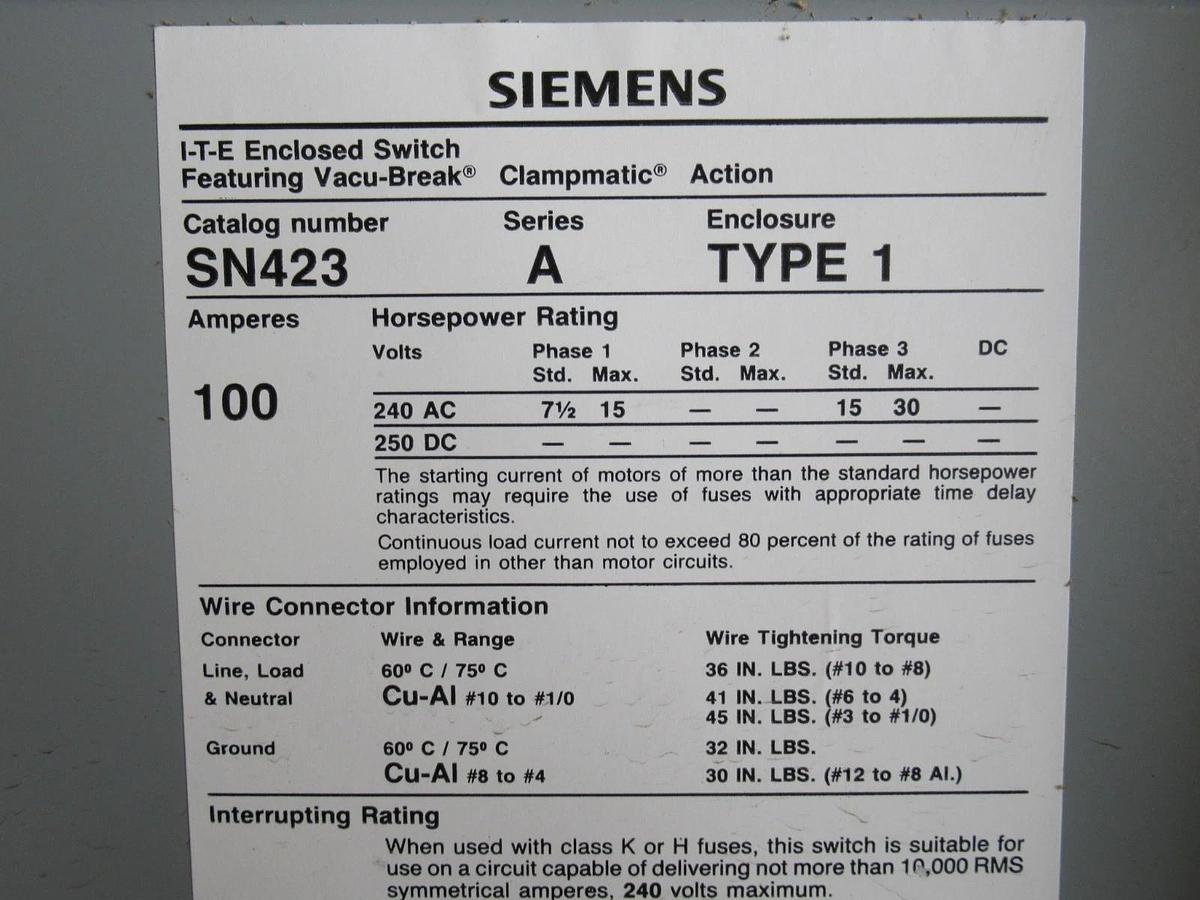 SIEMENS
I-T-E Enclosed Switch
Featuring Vacu-Break® Clampmatic® Action
Catalog number Series Enclosure
SN423 A TYPE 1
Amperes Horsepower Rating
Volts Phase 1 Phase 2 Phase 3 DC
Std. Max. Std. Max. Std. Max.
100
240 AC 7½ 15 — — 15 30 —
250 DC — — — — — — —
The starting current of motors of more than the standard horsepower
ratings may require the use of fuses with appropriate time delay
characteristics.
Continuous load current not to exceed 80 percent of the rating of fuses
employed in other than motor circuits.
Wire Connector Information
Connector Wire & Range Wire Tightening Torque
Line, Load 60º C / 75º C 36 IN. LBS. (#10 to #8)
& Neutral Cu-Al #10 to #1/0 41 IN. LBS. (#6 to 4)
45 IN. LBS. (#3 to #1/0)
Ground 60º C / 75º C 32 IN. LBS.
Cu-Al #8 to #4 30 IN. LBS. (#12 to #8 Al.)
Interrupting Rating
When used with class K or H fuses, this switch is suitable for
use on a circuit capable of delivering not more than 10,000 RMS
symmetrical amperes, 240 volts maximum.